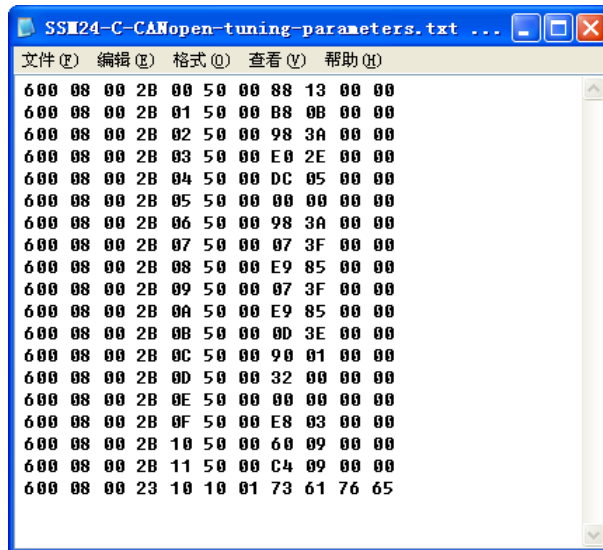 SSM24-C-CANopen-tuning-parameters.txt ...
文件(F) 编辑(E) 格式(O) 查看(V) 帮助(H)
600 08 00 2B 00 50 00 88 13 00 00
600 08 00 2B 01 50 00 B8 0B 00 00
600 08 00 2B 02 50 00 98 3A 00 00
600 08 00 2B 03 50 00 E0 2E 00 00
600 08 00 2B 04 50 00 DC 05 00 00
600 08 00 2B 05 50 00 00 00 00 00
600 08 00 2B 06 50 00 98 3A 00 00
600 08 00 2B 07 50 00 07 3F 00 00
600 08 00 2B 08 50 00 E9 85 00 00
600 08 00 2B 09 50 00 07 3F 00 00
600 08 00 2B 0A 50 00 E9 85 00 00
600 08 00 2B 0B 50 00 0D 3E 00 00
600 08 00 2B 0C 50 00 90 01 00 00
600 08 00 2B 0D 50 00 32 00 00 00
600 08 00 2B 0E 50 00 00 00 00 00
600 08 00 2B 0F 50 00 E8 03 00 00
600 08 00 2B 10 50 00 60 09 00 00
600 08 00 2B 11 50 00 C4 09 00 00
600 08 00 23 10 10 01 73 61 76 65